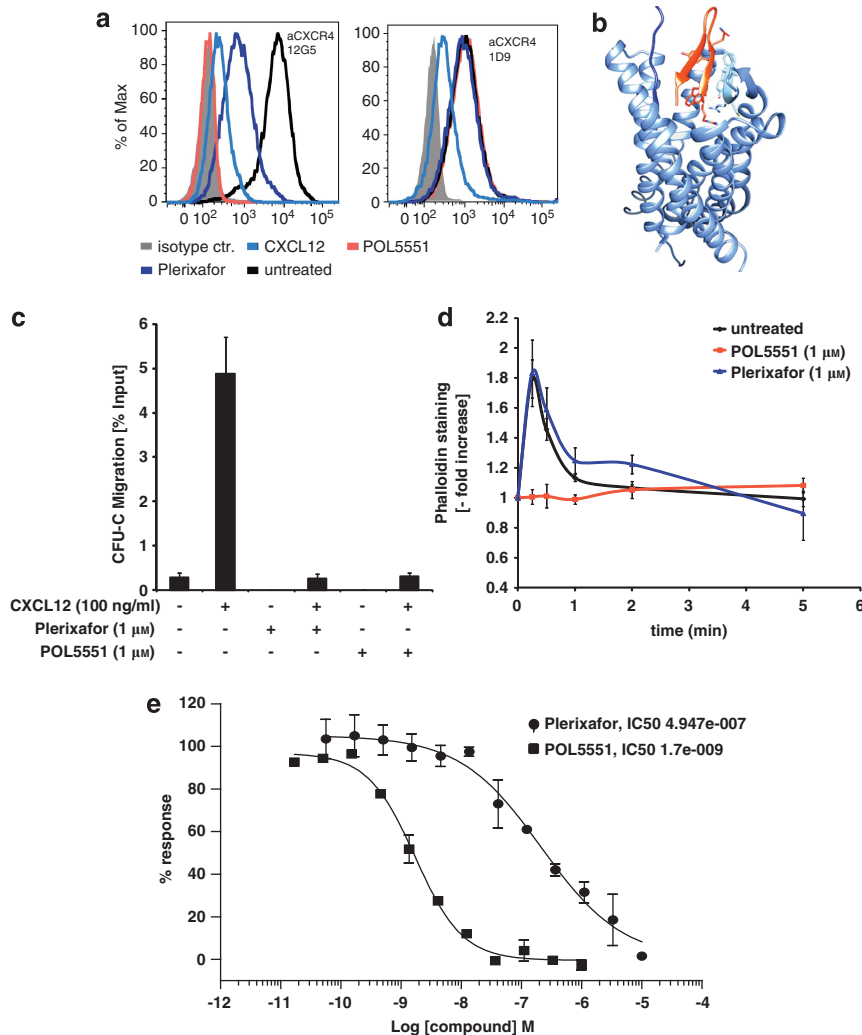 a
aCXCR4
12G5
% of Max
100
80
60
40
20
0
0 10² 10³ 10⁴ 10⁵
aCXCR4
1D9
100
80
60
40
20
0
0 10² 10³ 10⁴ 10⁵
isotype ctr. CXCL12 POL5551
Plerixafor untreated
b
c
CFU-C Migration [% Input]
6
5
4
3
2
1
0
CXCL12 (100 ng/ml) - + - + - +
Plerixafor (1 μM) - - + + - -
POL5551 (1 μM) - - - - + +
d
Phalloidin staining
[- fold increase]
2.2
2
1.8
1.6
1.4
1.2
1
0.8
0.6
0.4
0 1 2 3 4 5 6
time (min)
untreated
POL5551 (1 μM)
Plerixafor (1 μM)
e
% response
120
100
80
60
40
20
0
-12 -11 -10 -9 -8 -7 -6 -5 -4
Log [compound] M
Plerixafor, IC50 4.947e-007
POL5551, IC50 1.7e-009